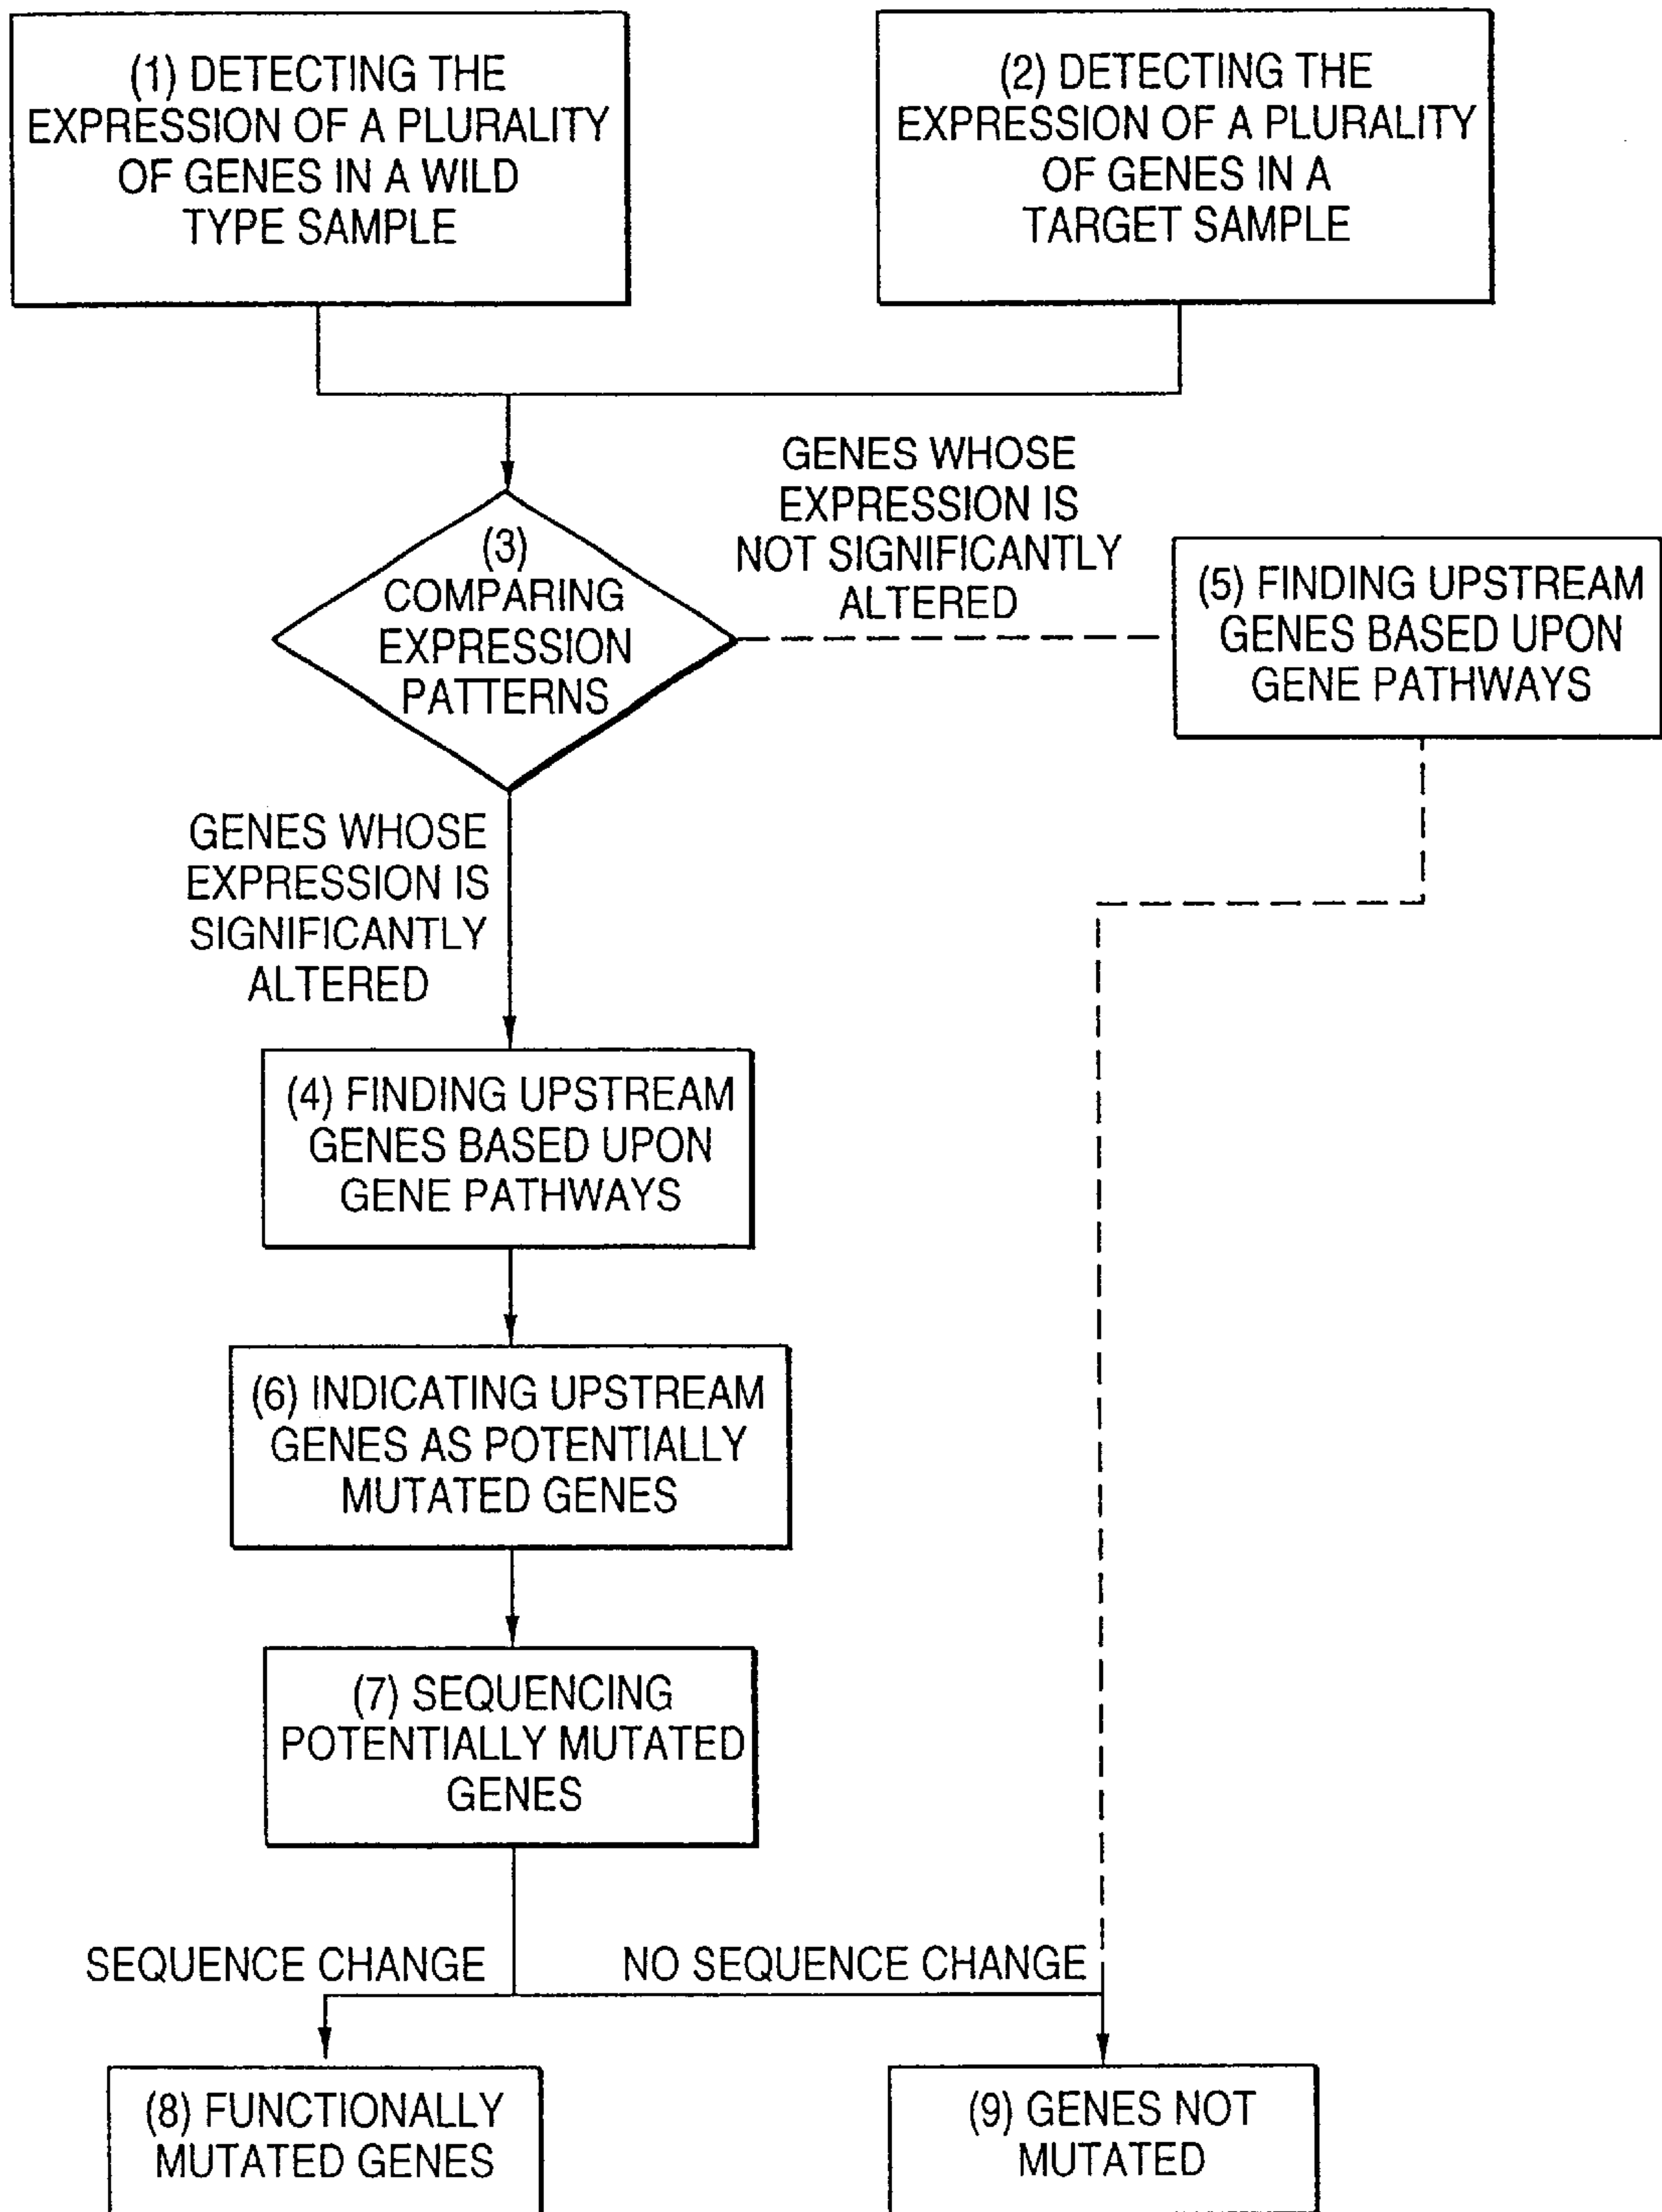 (1) DETECTING THE
EXPRESSION OF A PLURALITY
OF GENES IN A WILD
TYPE SAMPLE
(2) DETECTING THE
EXPRESSION OF A PLURALITY
OF GENES IN A
TARGET SAMPLE
(3)
COMPARING
EXPRESSION
PATTERNS
GENES WHOSE
EXPRESSION IS
NOT SIGNIFICANTLY
ALTERED
(5) FINDING UPSTREAM
GENES BASED UPON
GENE PATHWAYS
GENES WHOSE
EXPRESSION IS
SIGNIFICANTLY
ALTERED
(4) FINDING UPSTREAM
GENES BASED UPON
GENE PATHWAYS
(6) INDICATING UPSTREAM
GENES AS POTENTIALLY
MUTATED GENES
(7) SEQUENCING
POTENTIALLY MUTATED
GENES
SEQUENCE CHANGE
NO SEQUENCE CHANGE
(8) FUNCTIONALLY
MUTATED GENES
(9) GENES NOT
MUTATED